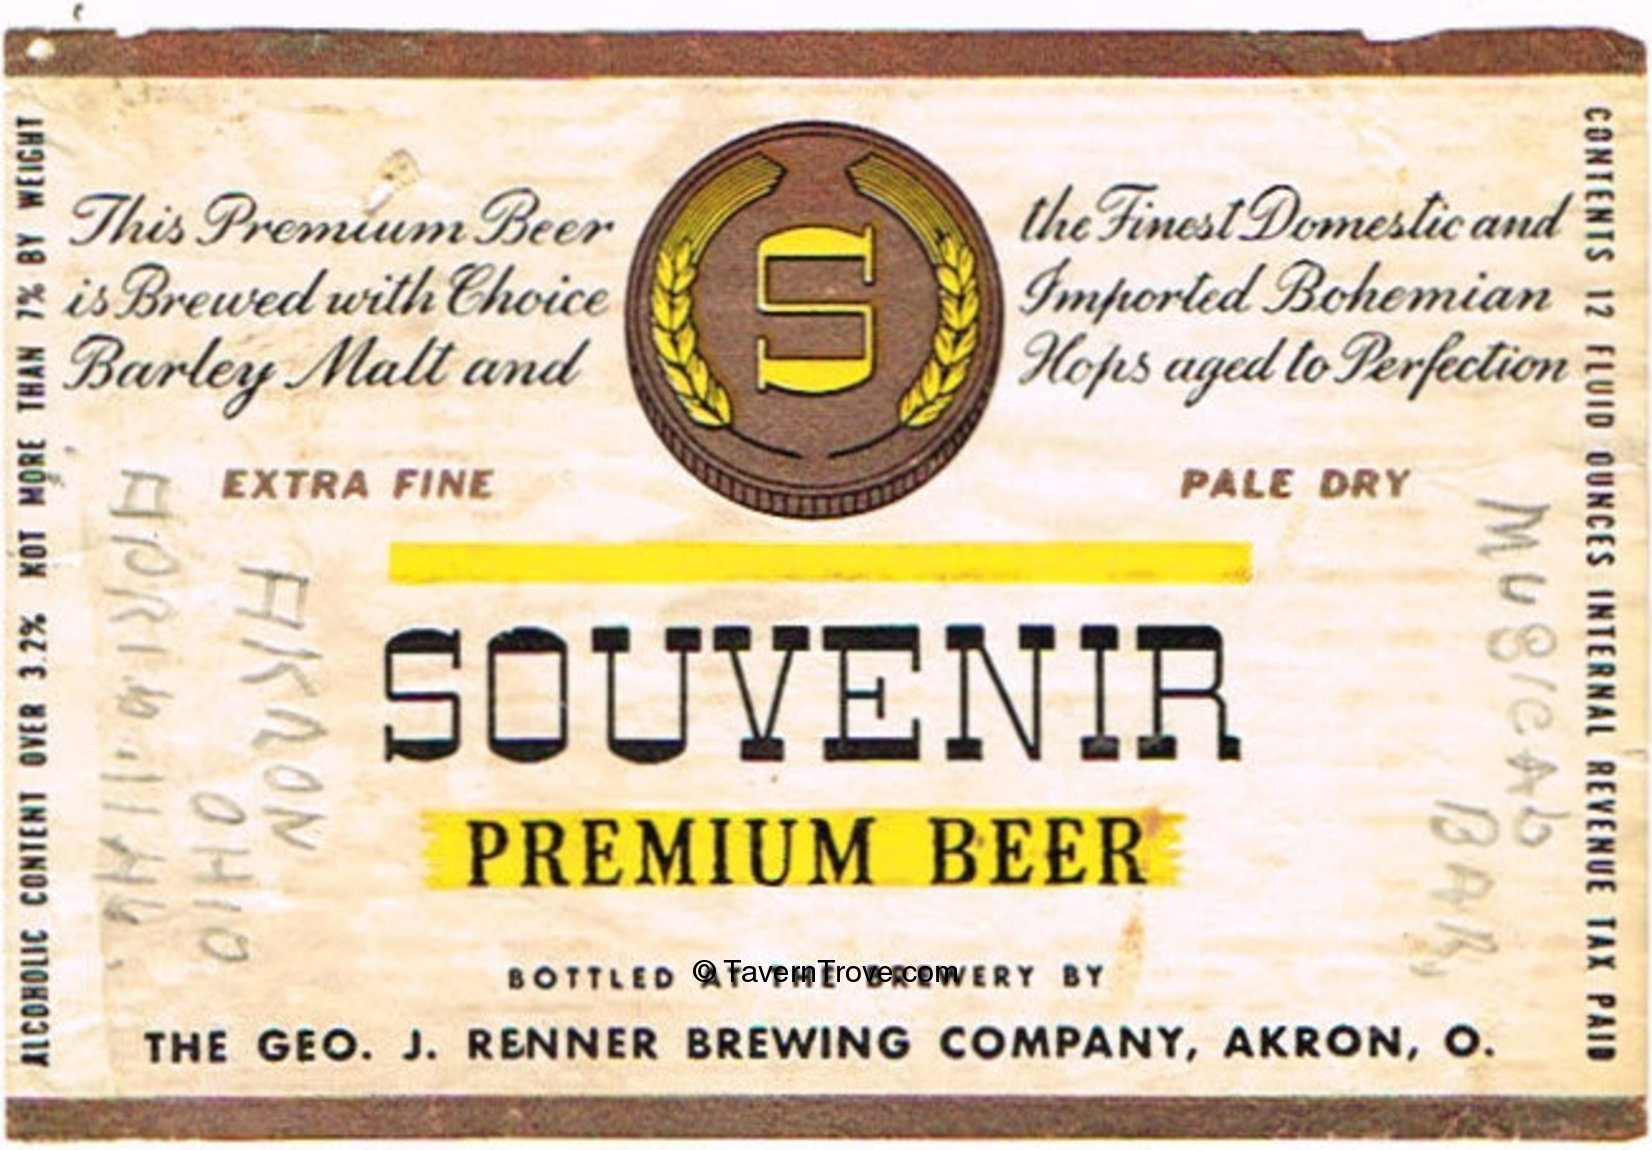 ALCOHOLIC CONTENT OVER 3.2% NOT MORE THAN 7% BY WEIGHT
This Premium Beer
is Brewed with Choice
Barley Malt and
S
the Finest Domestic and
Imported Bohemian
Hops aged to Perfection
EXTRA FINE
PALE DRY
SOUVENIR
PREMIUM BEER
BOTTLED AT THE BREWERY BY
© TavernTrove.com
THE GEO. J. RENNER BREWING COMPANY, AKRON, O.
CONTENTS 12 FLUID OUNCES INTERNAL REVENUE TAX PAID
AKRON
OHIO
BAR